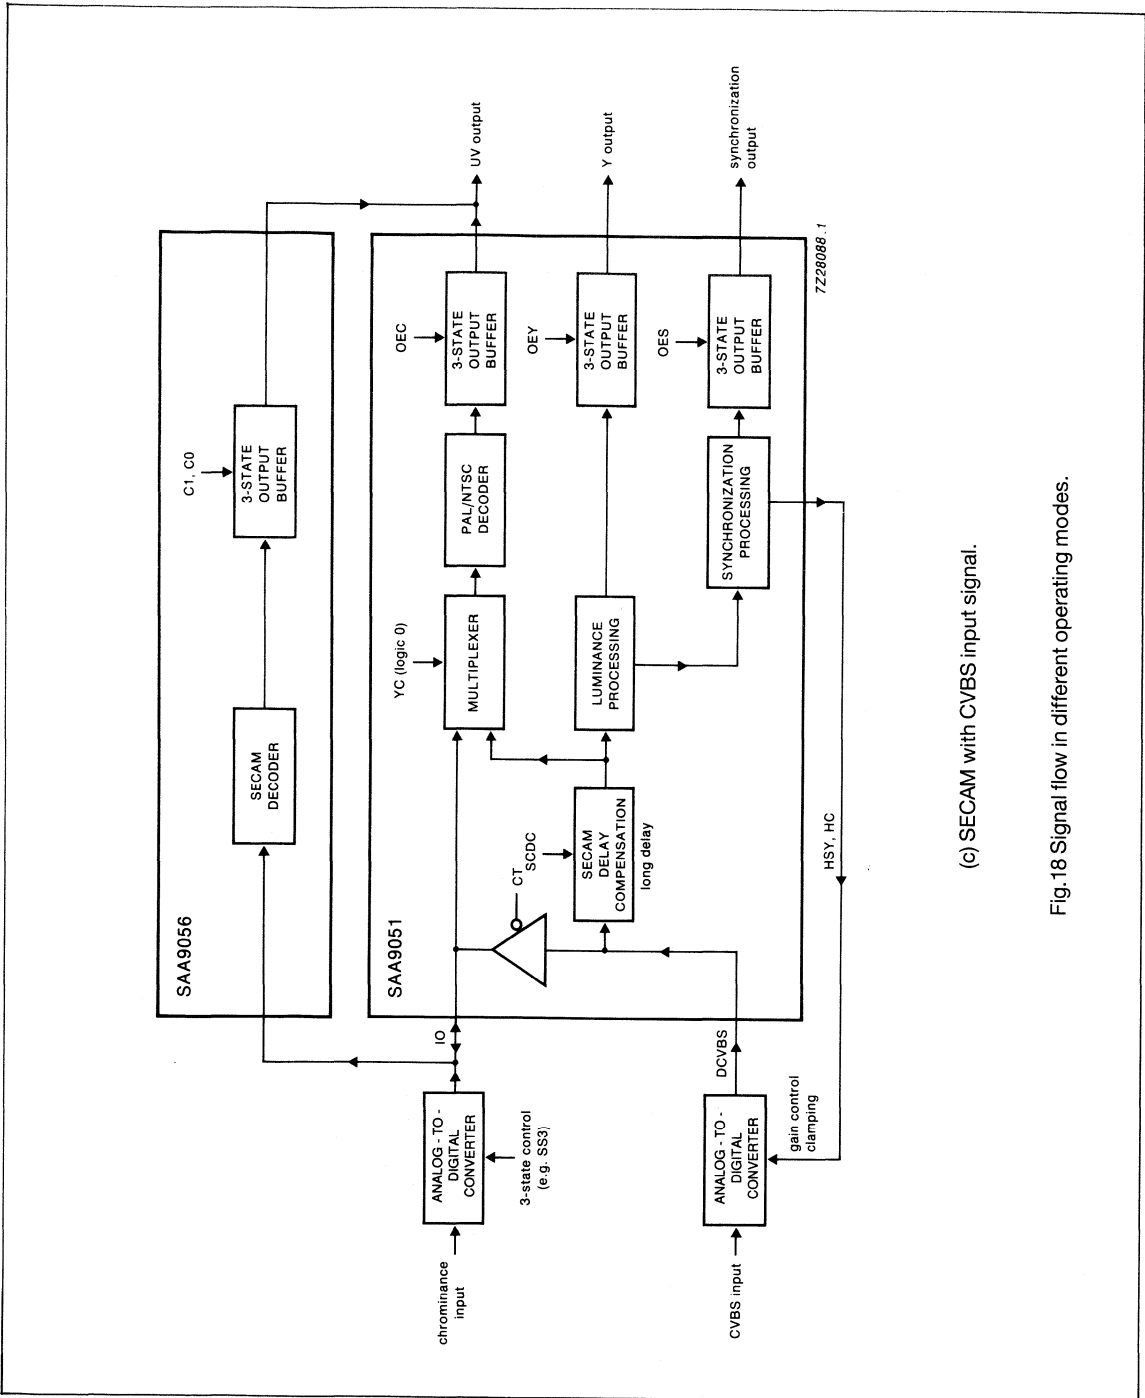 SAA9056
SECAM
DECODER
C1, C0
3-STATE
OUTPUT
BUFFER
SAA9051
chrominance
input
ANALOG - TO -
DIGITAL
CONVERTER
3-state control
(e.g. SS3)
IO
CT
YC (logic 0)
MULTIPLEXER
PAL/NTSC
DECODER
OEC
3-STATE
OUTPUT
BUFFER
UV output
SCDC
SECAM
DELAY
COMPENSATION
long delay
LUMINANCE
PROCESSING
OEY
3-STATE
OUTPUT
BUFFER
Y output
CVBS input
ANALOG - TO -
DIGITAL
CONVERTER
gain control
clamping
DCVBS
SYNCHRONIZATION
PROCESSING
OES
3-STATE
OUTPUT
BUFFER
synchronization
output
HSY, HC
7Z28088.1
(c) SECAM with CVBS input signal.
Fig.18 Signal flow in different operating modes.